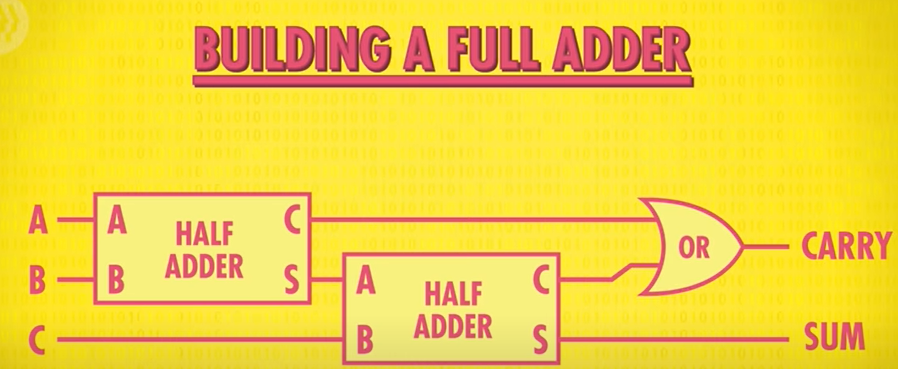 BUILDING A FULL ADDER
A A HALF ADDER C
B B S
A HALF ADDER C
C B S
OR
CARRY
SUM